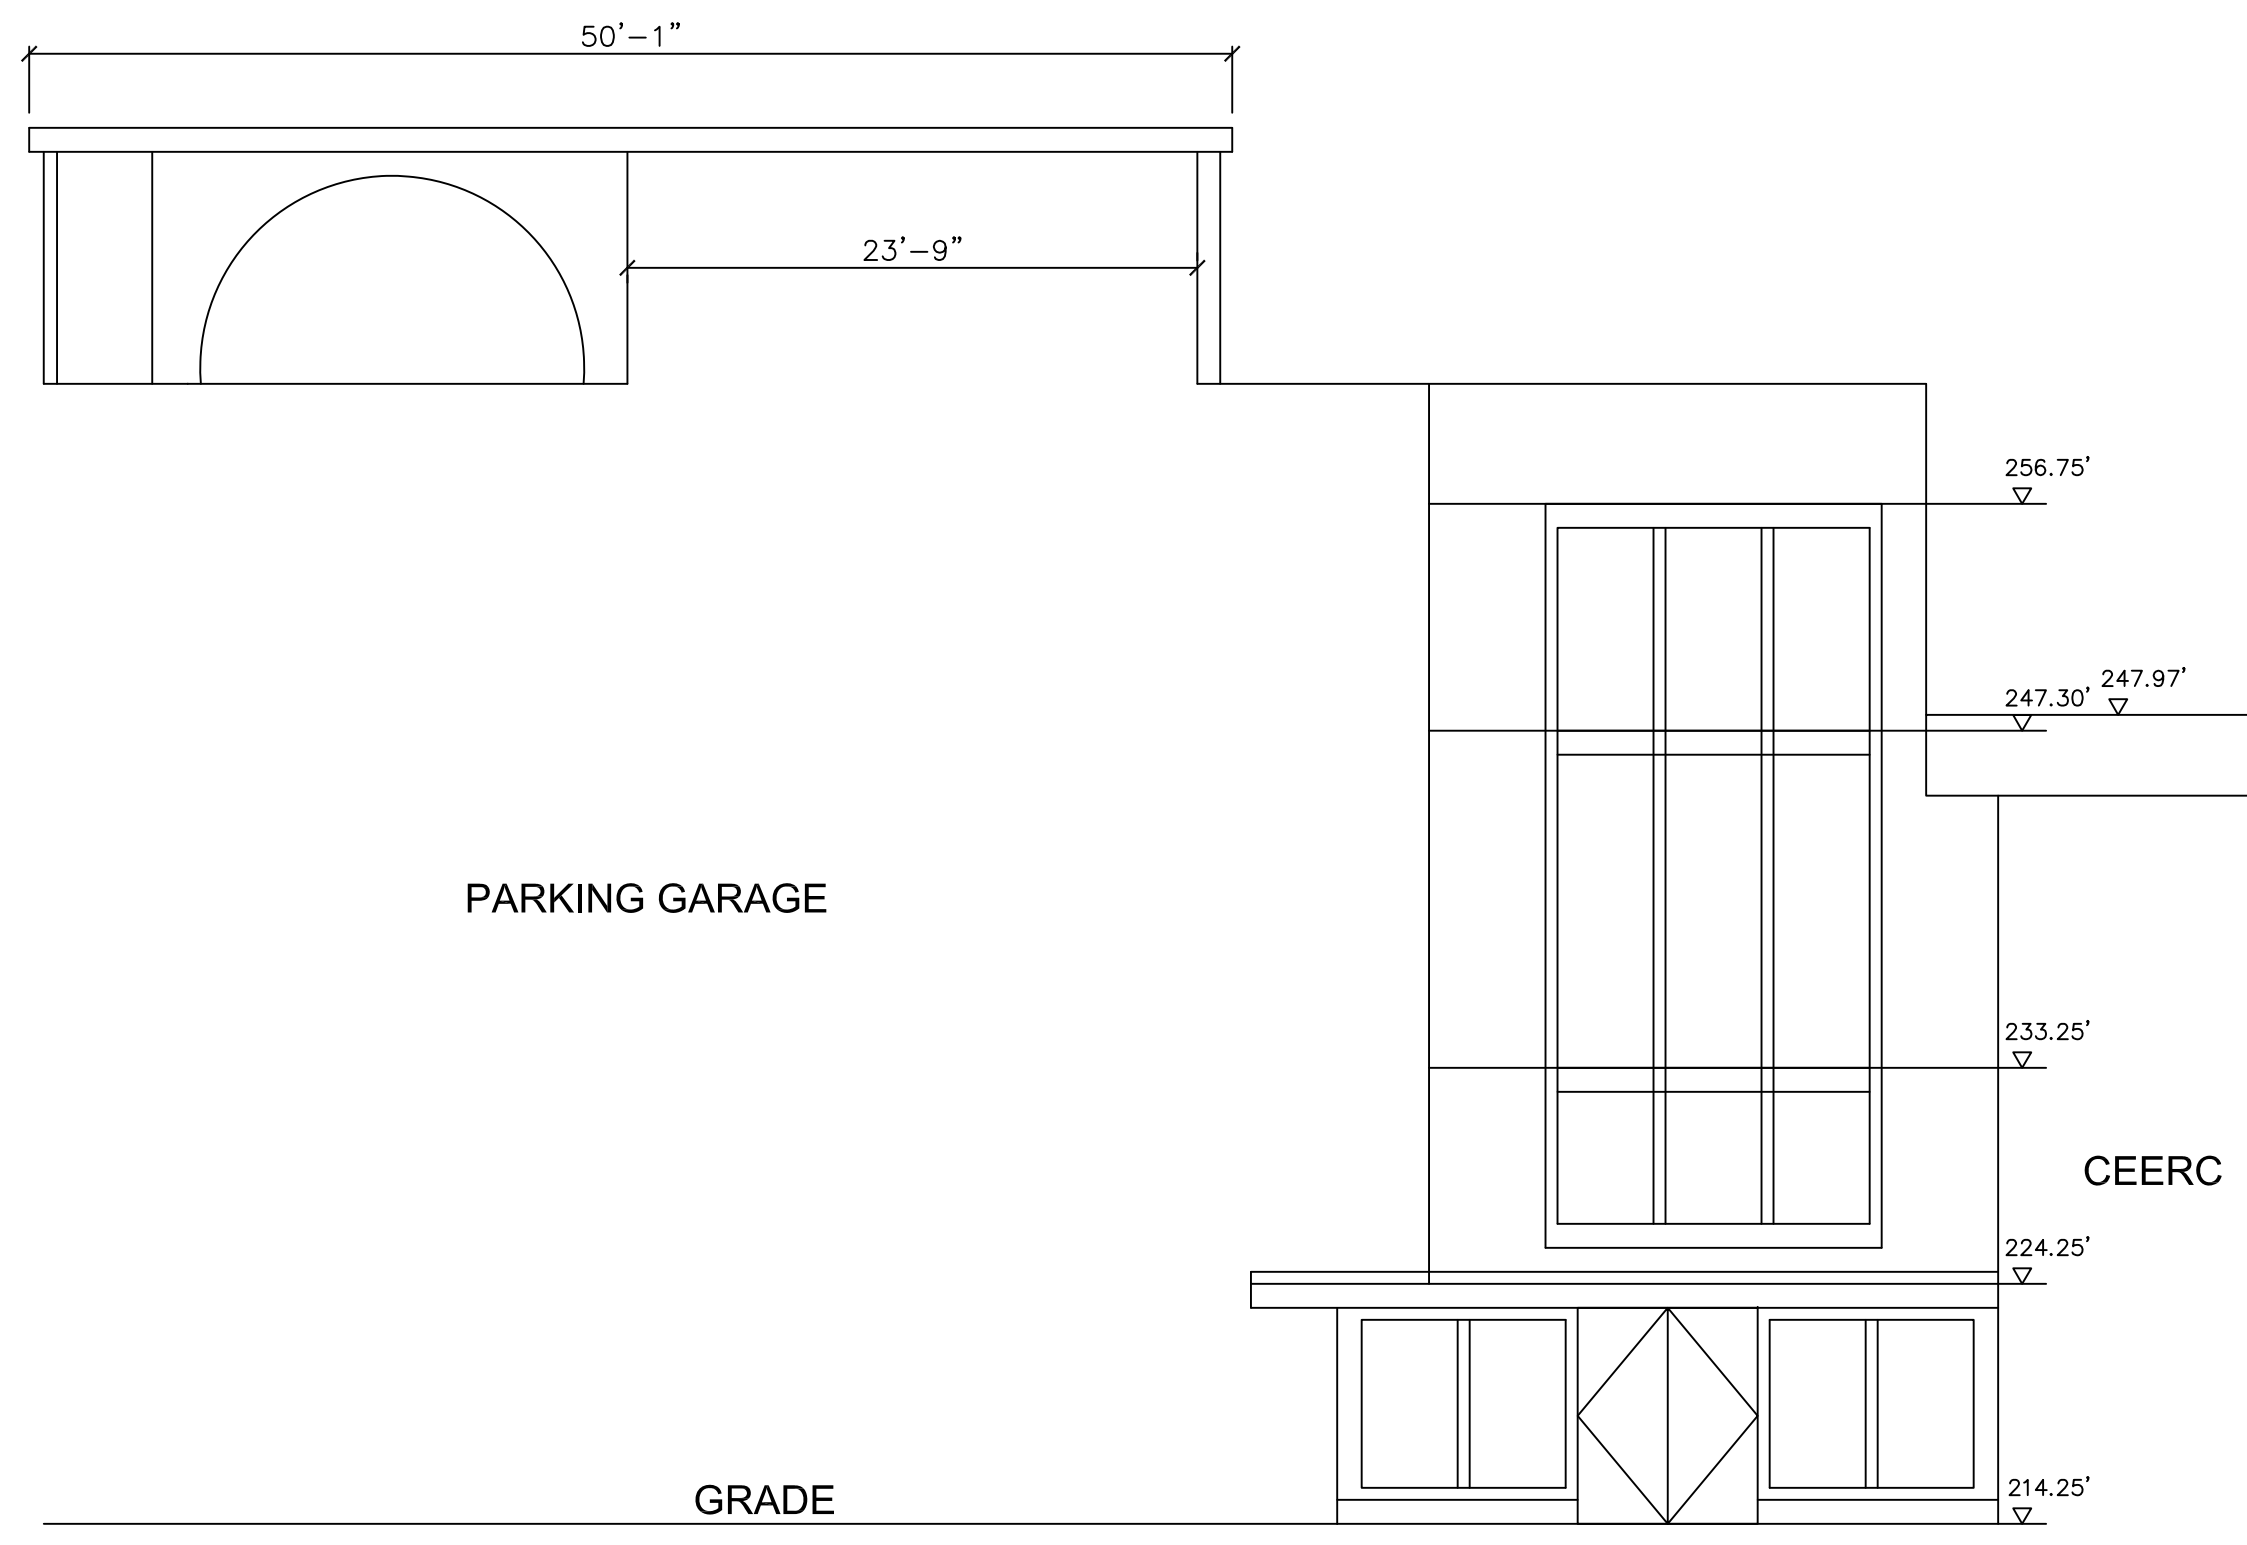 50'-1"
23'-9"
256.75'
247.97'
247.30'
PARKING GARAGE
233.25'
CEERC
224.25'
214.25'
GRADE